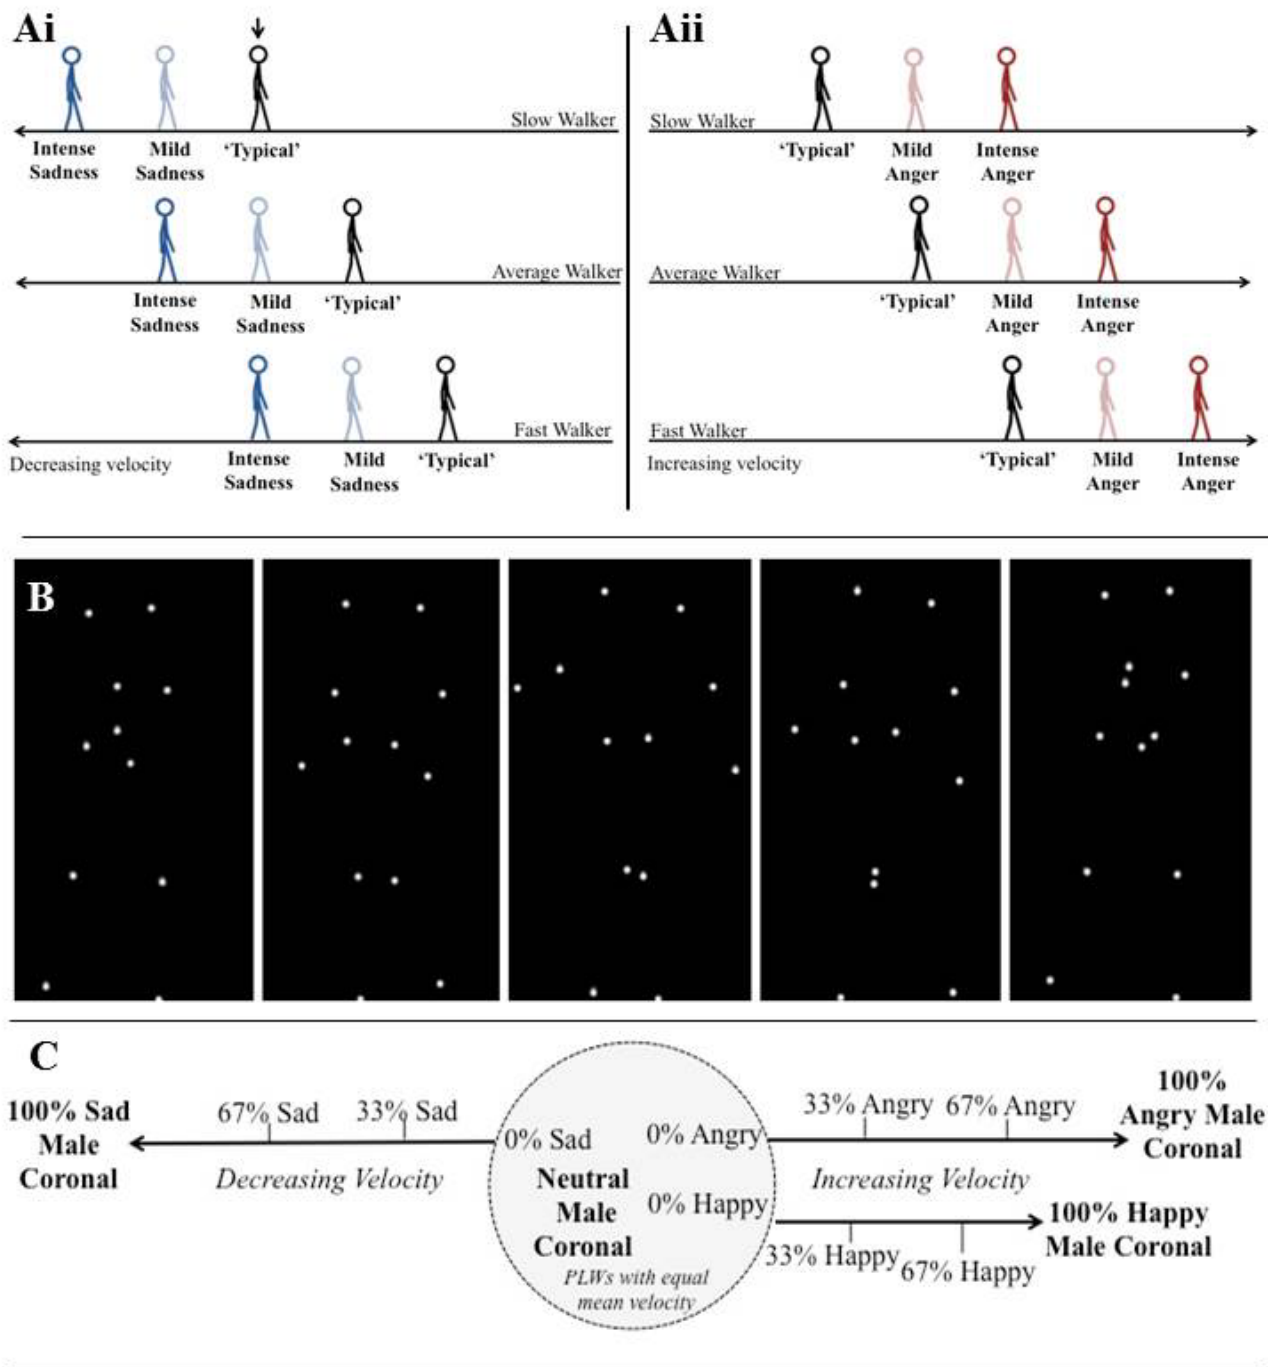 Ai
Slow Walker
Intense Mild 'Typical'
Sadness Sadness
Average Walker
Intense Mild 'Typical'
Sadness Sadness
Fast Walker
Decreasing velocity
Intense Mild 'Typical'
Sadness Sadness
Aii
Slow Walker
'Typical' Mild Intense
Anger Anger
Average Walker
'Typical' Mild Intense
Anger Anger
Fast Walker
Increasing velocity
'Typical' Mild Intense
Anger Anger
B
C
100% Sad
Male
Coronal
67% Sad 33% Sad
Decreasing Velocity
0% Sad 0% Angry
0% Happy
Neutral
Male
Coronal
PLWs with equal
mean velocity
33% Angry 67% Angry
Increasing Velocity
100%
Angry Male
Coronal
33% Happy 67% Happy
100% Happy
Male Coronal